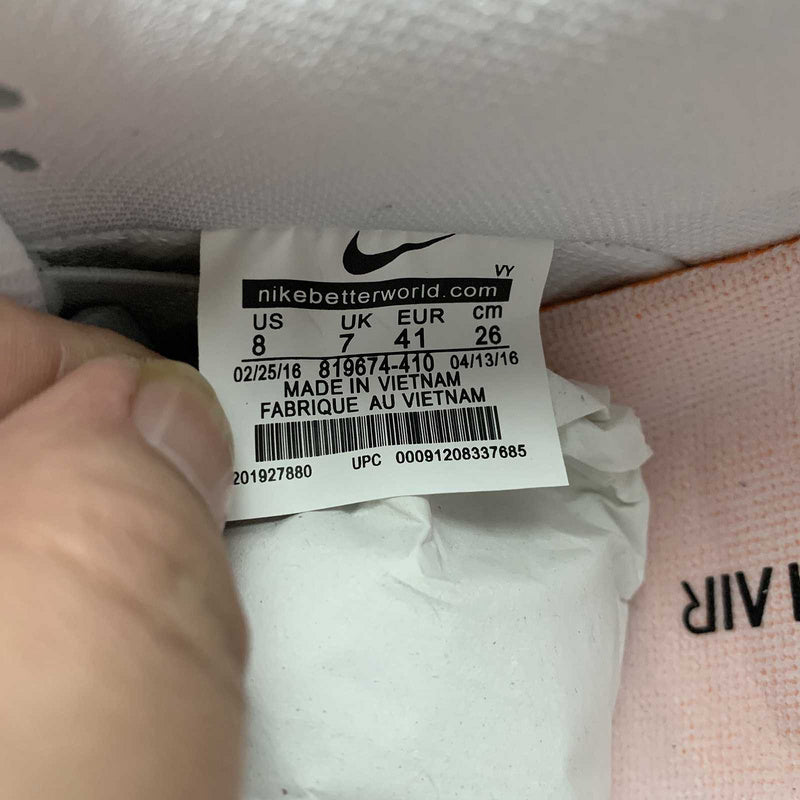 VY
nikebetterworld.com
US UK EUR cm
8 7 41 26
02/25/16 819674-410 04/13/16
MADE IN VIETNAM
FABRIQUE AU VIETNAM
201927880 UPC 00091208337685
AIR